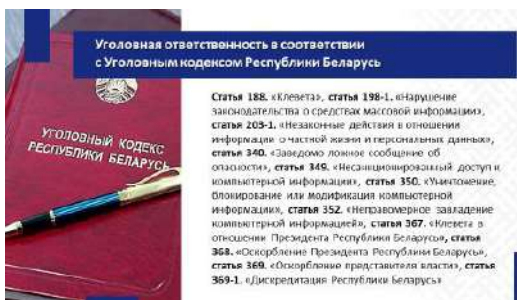 Уголовная ответственность в соответствии
с Уголовным кодексом Республики Беларусь
УГОЛОВНЫЙ КОДЕКС
РЕСПУБЛИКИ БЕЛАРУСЬ
Статья 188. «Клевета», статья 198-1. «Нарушение
законодательства о средствах массовой информации»,
статья 203-1. «Незаконные действия в отношении
информации о частной жизни и персональных данных»,
статья 340. «Заведомо ложное сообщение об
опасности», статья 349. «Несанкционированный доступ к
компьютерной информации», статья 350. «Уничтожение,
блокирование или модификация компьютерной
информации», статья 352. «Неправомерное завладение
компьютерной информацией», статья 367. «Клевета в
отношении Президента Республики Беларусь», статья
368. «Оскорбление Президента Республики Беларусь»,
статья 369. «Оскорбление представителя власти», статья
369-1. «Дискредитация Республики Беларусь»